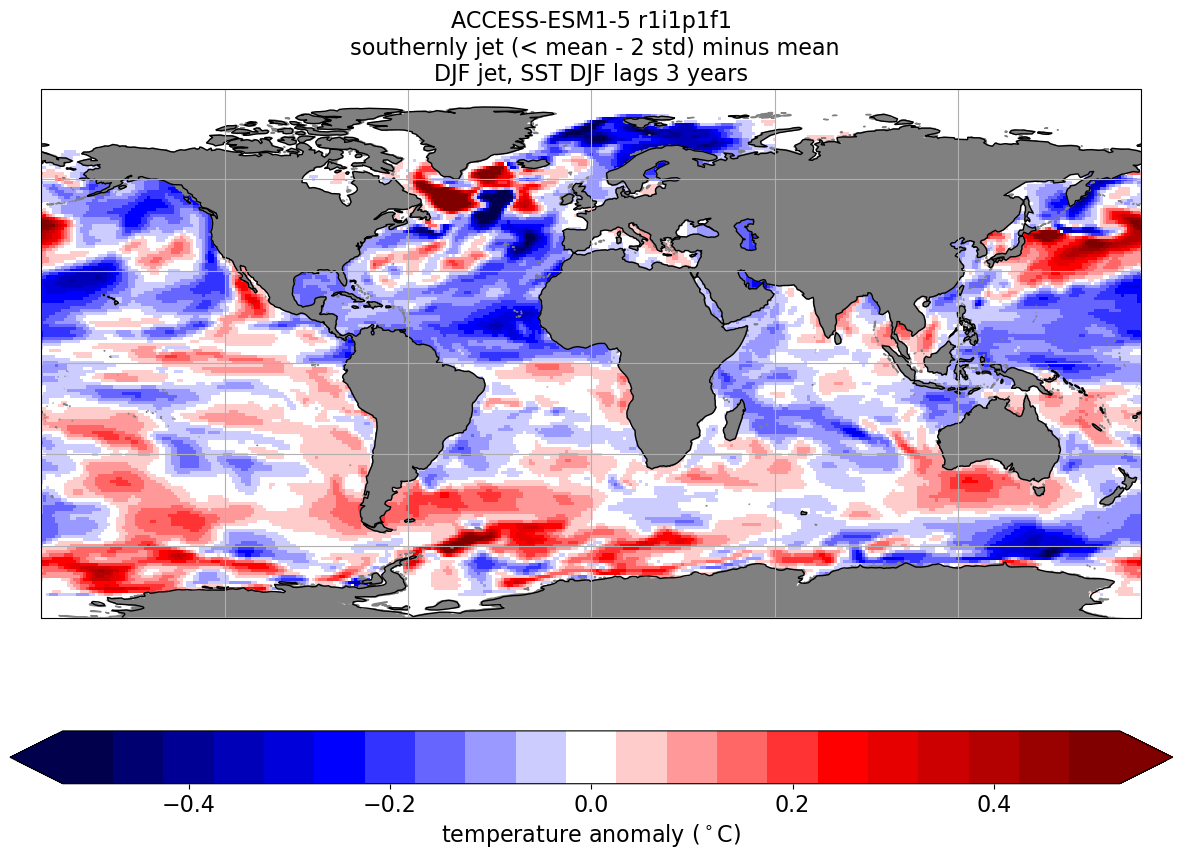 ACCESS-ESM1-5 r1i1p1f1
southernly jet (< mean - 2 std) minus mean
DJF jet, SST DJF lags 3 years
−0.4 −0.2 0.0 0.2 0.4
temperature anomaly (°C)